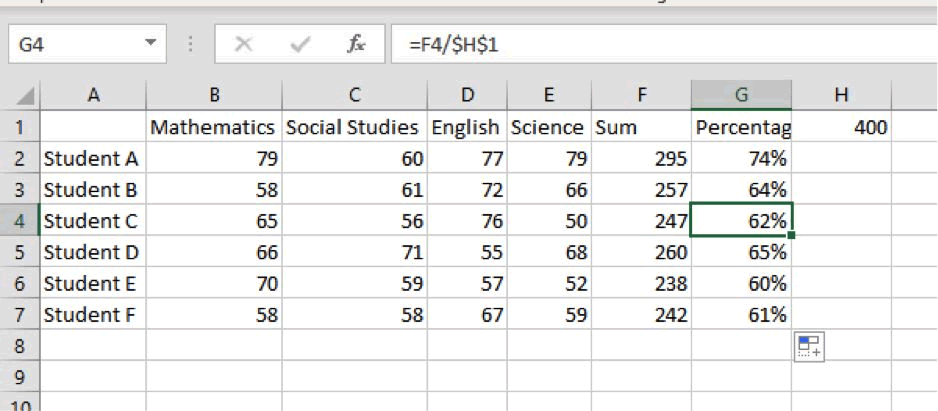 G4 fx =F4/$H$1
A B C D E F G H
1 Mathematics Social Studies English Science Sum Percentag 400
2 Student A 79 60 77 79 295 74%
3 Student B 58 61 72 66 257 64%
4 Student C 65 56 76 50 247 62%
5 Student D 66 71 55 68 260 65%
6 Student E 70 59 57 52 238 60%
7 Student F 58 58 67 59 242 61%
8
9
10